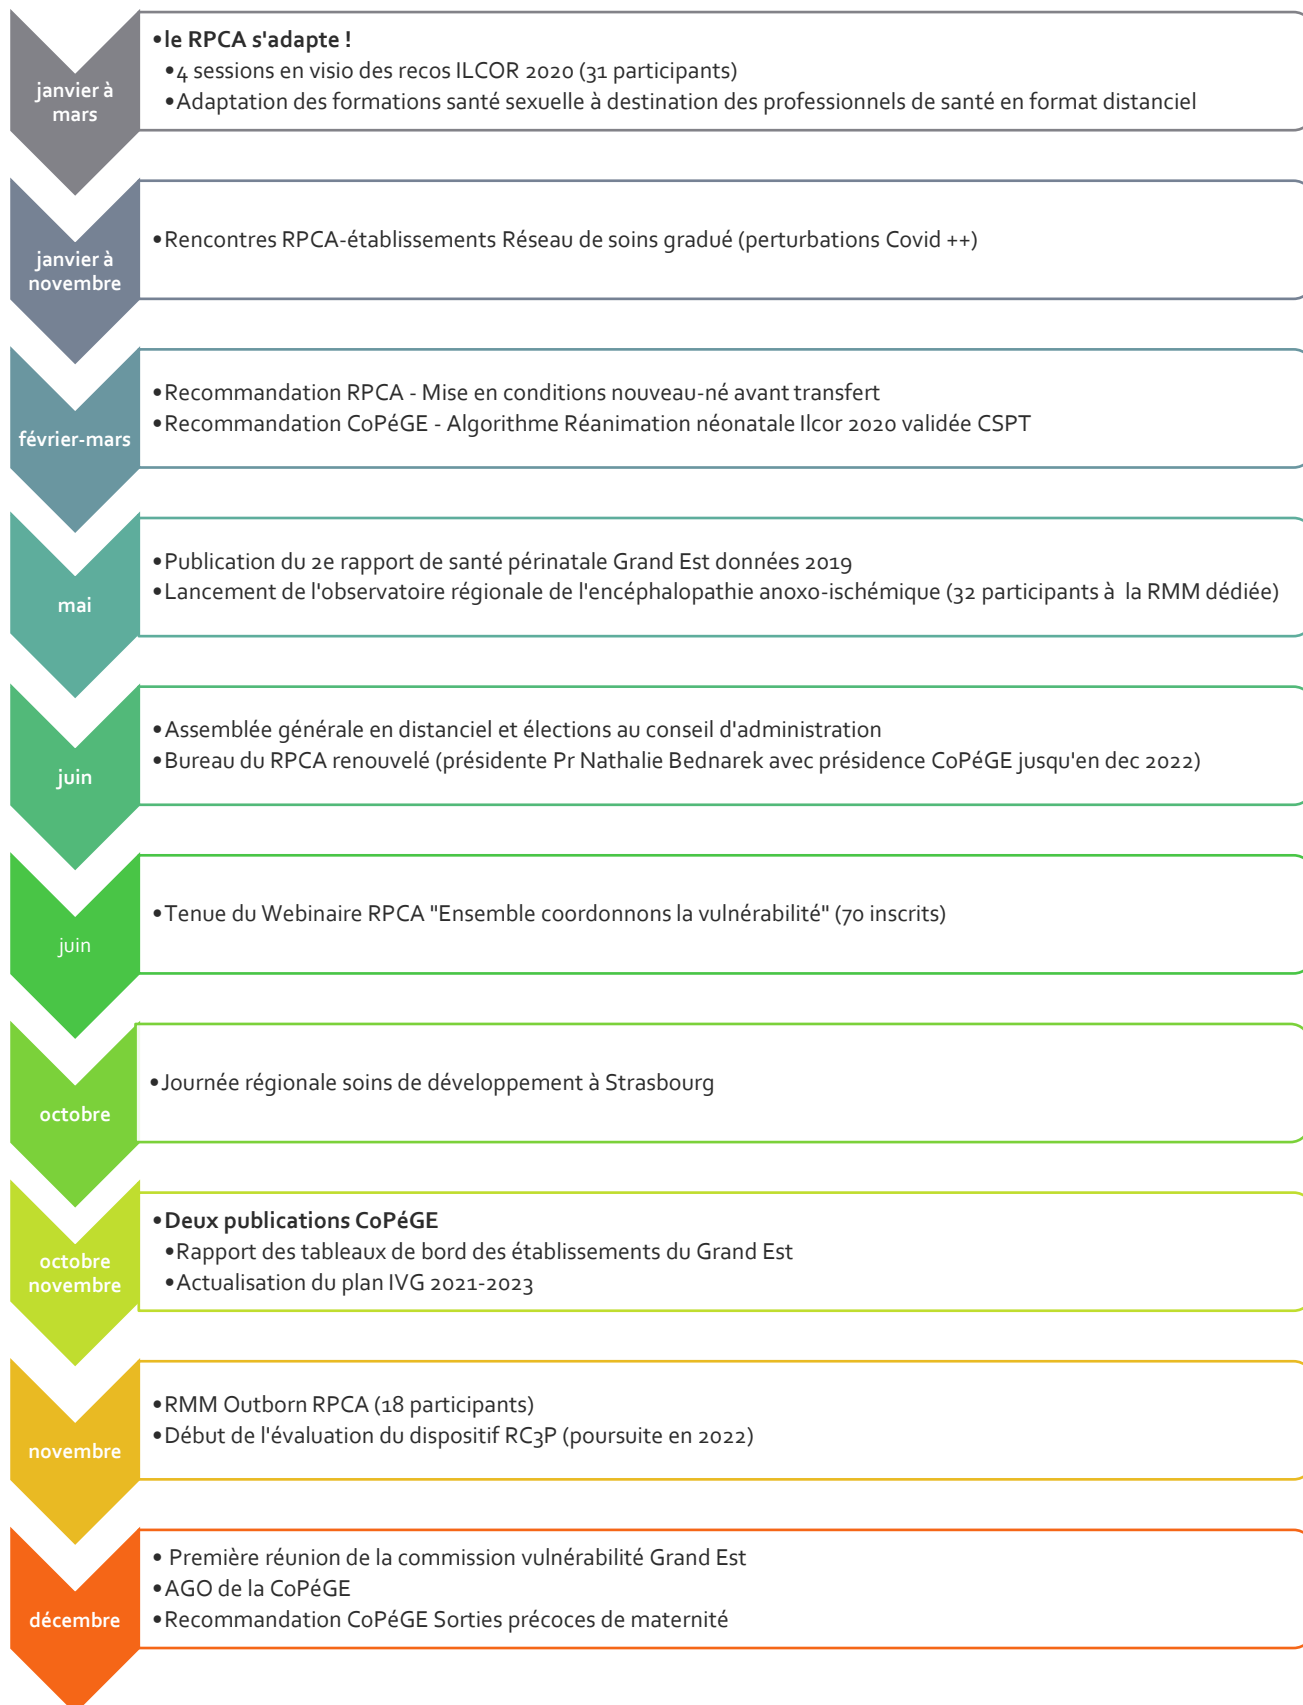 janvier à
mars
•le RPCA s'adapte !
•4 sessions en visio des recos ILCOR 2020 (31 participants)
•Adaptation des formations santé sexuelle à destination des professionnels de santé en format distanciel
janvier à
novembre
•Rencontres RPCA-établissements Réseau de soins gradué (perturbations Covid ++)
février-mars
•Recommandation RPCA - Mise en conditions nouveau-né avant transfert
•Recommandation CoPéGE - Algorithme Réanimation néonatale Ilcor 2020 validée CSPT
mai
•Publication du 2e rapport de santé périnatale Grand Est données 2019
•Lancement de l'observatoire régionale de l'encéphalopathie anoxo-ischémique (32 participants à  la RMM dédiée)
juin
•Assemblée générale en distanciel et élections au conseil d'administration
•Bureau du RPCA renouvelé (présidente Pr Nathalie Bednarek avec présidence CoPéGE jusqu'en dec 2022)
juin
•Tenue du Webinaire RPCA "Ensemble coordonnons la vulnérabilité" (70 inscrits)
octobre
•Journée régionale soins de développement à Strasbourg
octobre
novembre
•Deux publications CoPéGE
•Rapport des tableaux de bord des établissements du Grand Est
•Actualisation du plan IVG 2021-2023
novembre
•RMM Outborn RPCA (18 participants)
•Début de l'évaluation du dispositif RC3P (poursuite en 2022)
décembre
• Première réunion de la commission vulnérabilité Grand Est
•AGO de la CoPéGE
•Recommandation CoPéGE Sorties précoces de maternité